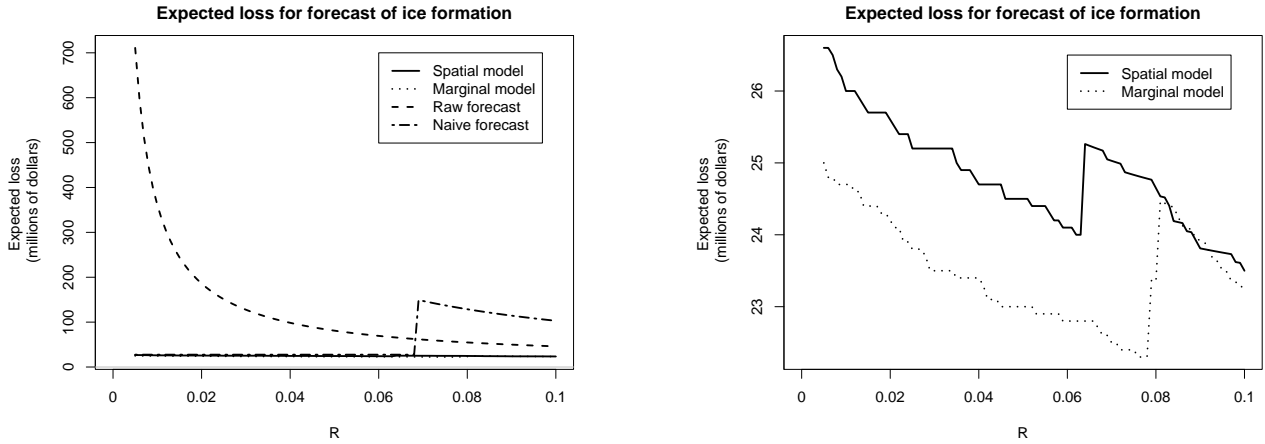 Expected loss for forecast of ice formation
Expected loss
(millions of dollars)
700
600
500
400
300
200
100
0
Spatial model
Marginal model
Raw forecast
Naive forecast
0
0.02
0.04
0.06
0.08
0.1
R
Expected loss for forecast of ice formation
Expected loss
(millions of dollars)
26
25
24
23
Spatial model
Marginal model
0
0.02
0.04
0.06
0.08
0.1
R